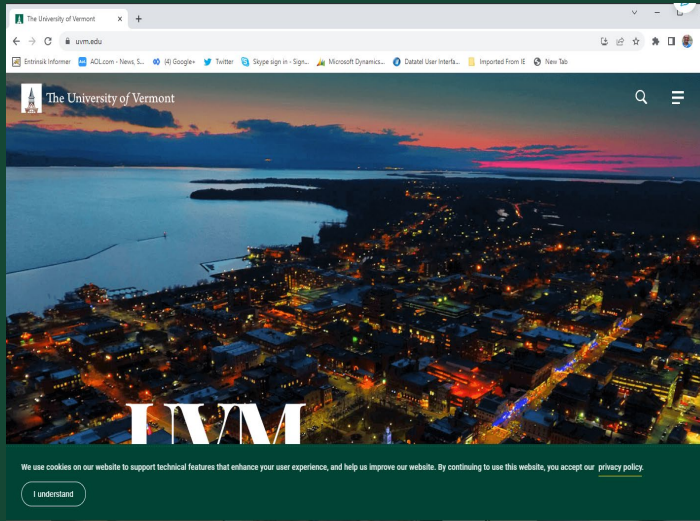 The University of Vermont
uvm.edu
Entrinsik Informer AOL.com - News, S... (4) Google+ Twitter Skype sign in - Sign... Microsoft Dynamics... Datatel User Interfa... Imported From IE New Tab
The University of Vermont
UVM
We use cookies on our website to support technical features that enhance your user experience, and help us improve our website. By continuing to use this website, you accept our privacy policy.
I understand